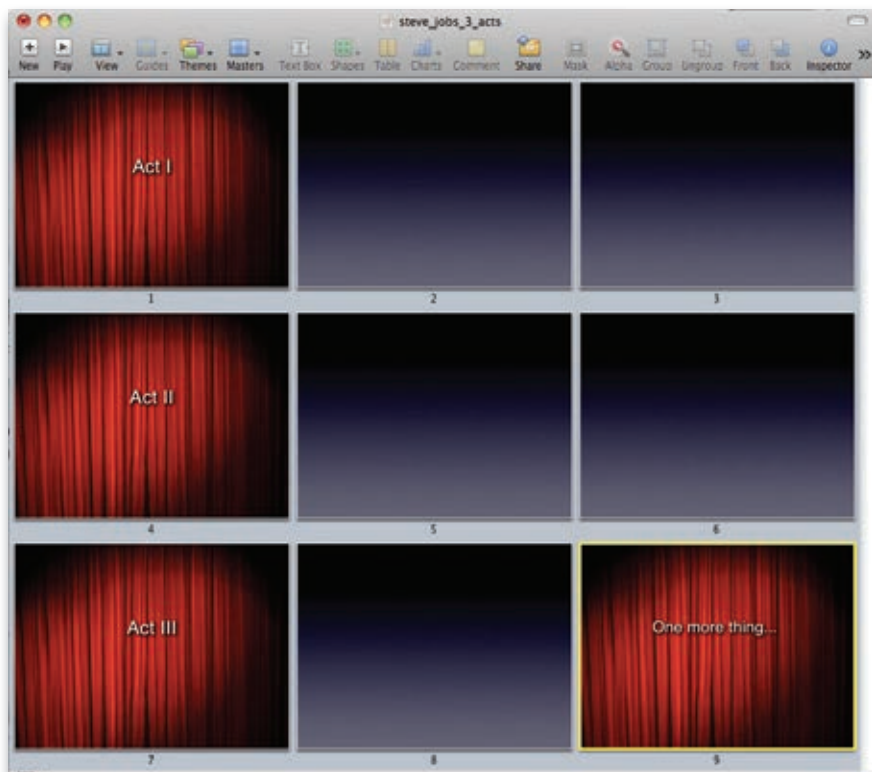 steve_jobs_3_acts
New Play View Guides Themes Masters Text Box Shapes Table Charts Comment Share Mask Alpha Group Ungroup Front Back Inspector »
Act I
1 2 3
Act II
4 5 6
Act III One more thing...
7 8 9